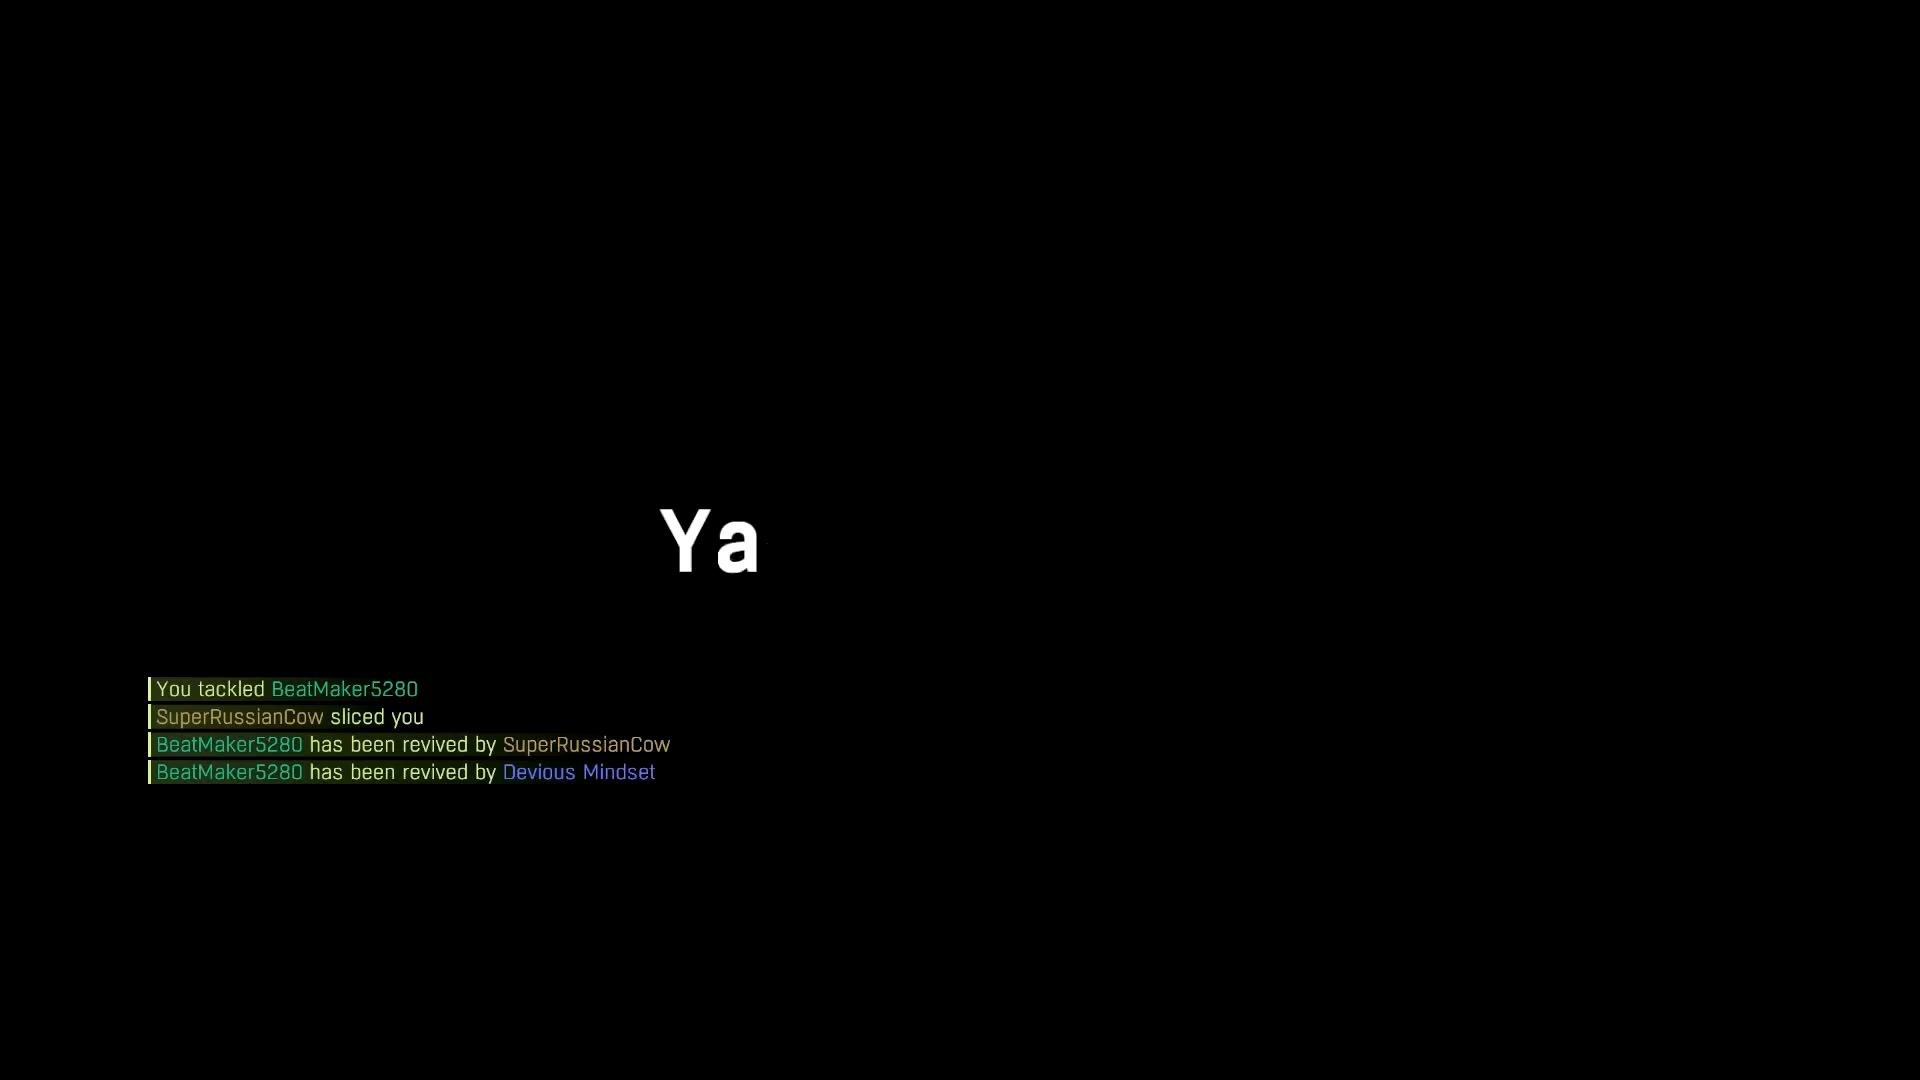 Ya
You tackled BeatMaker5280
SuperRussianCow sliced you
BeatMaker5280 has been revived by SuperRussianCow
BeatMaker5280 has been revived by Devious Mindset